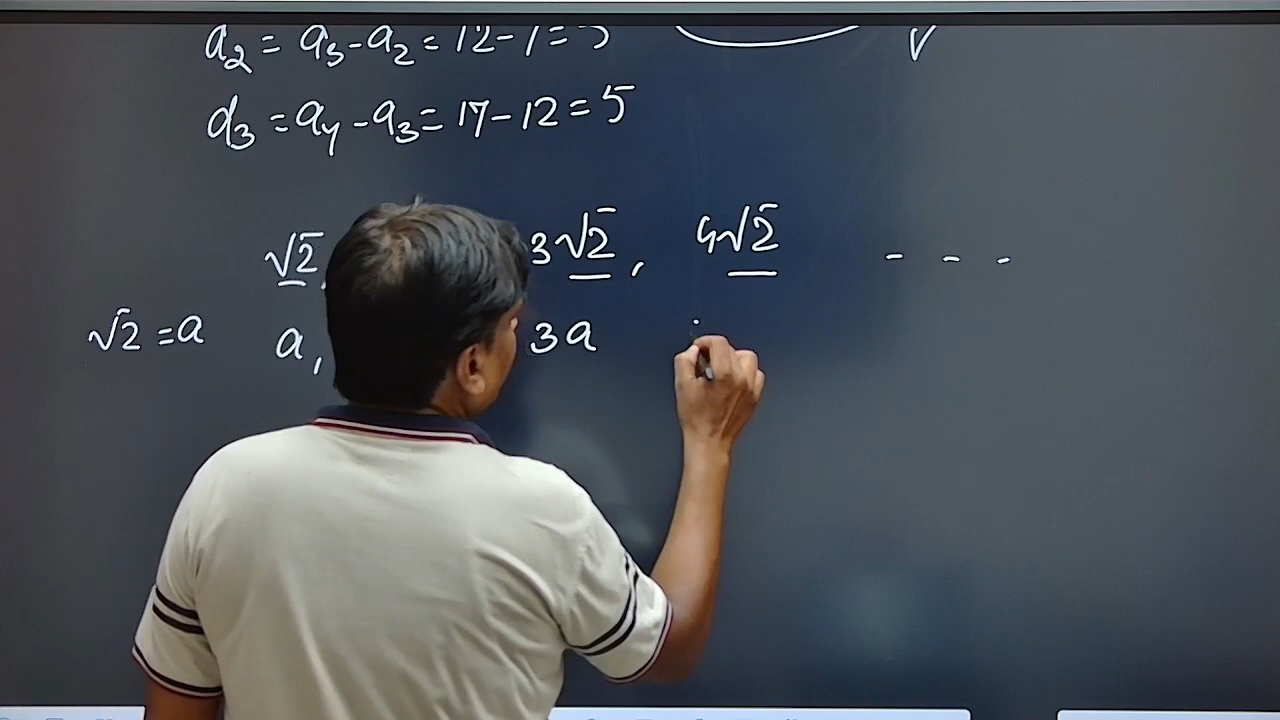 d₂ = a₃-a₂ = 12-7 = 5
d₃ = a₄ - a₃ = 17 - 12 = 5
√2, 3√2, 4√2 - - -
√2 = a a, 3a